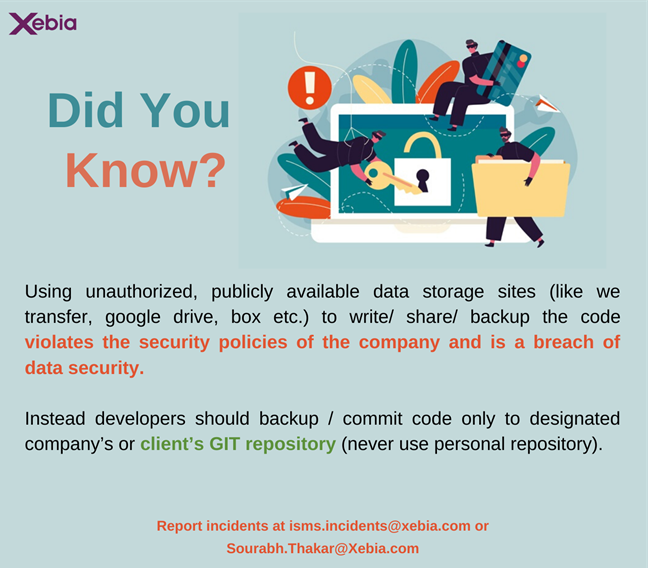 Xebia
Did You
Know?
Using unauthorized, publicly available data storage sites (like we
transfer, google drive, box etc.) to write/ share/ backup the code
violates the security policies of the company and is a breach of
data security.
Instead developers should backup / commit code only to designated
company's or client's GIT repository (never use personal repository).
Report incidents at isms.incidents@xebia.com or
Sourabh.Thakar@Xebia.com